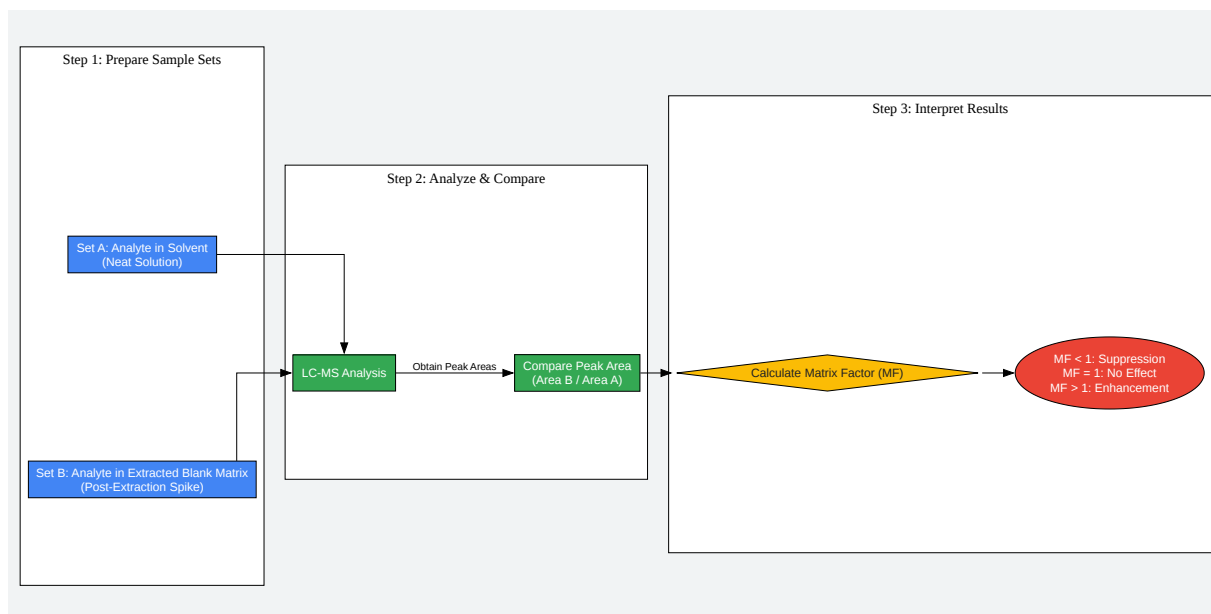 Step 1: Prepare Sample Sets
Set A: Analyte in Solvent
(Neat Solution)
Set B: Analyte in Extracted Blank Matrix
(Post-Extraction Spike)
Step 2: Analyze & Compare
LC-MS Analysis
Obtain Peak Areas
Compare Peak Area
(Area B / Area A)
Step 3: Interpret Results
Calculate Matrix Factor (MF)
MF < 1: Suppression
MF = 1: No Effect
MF > 1: Enhancement